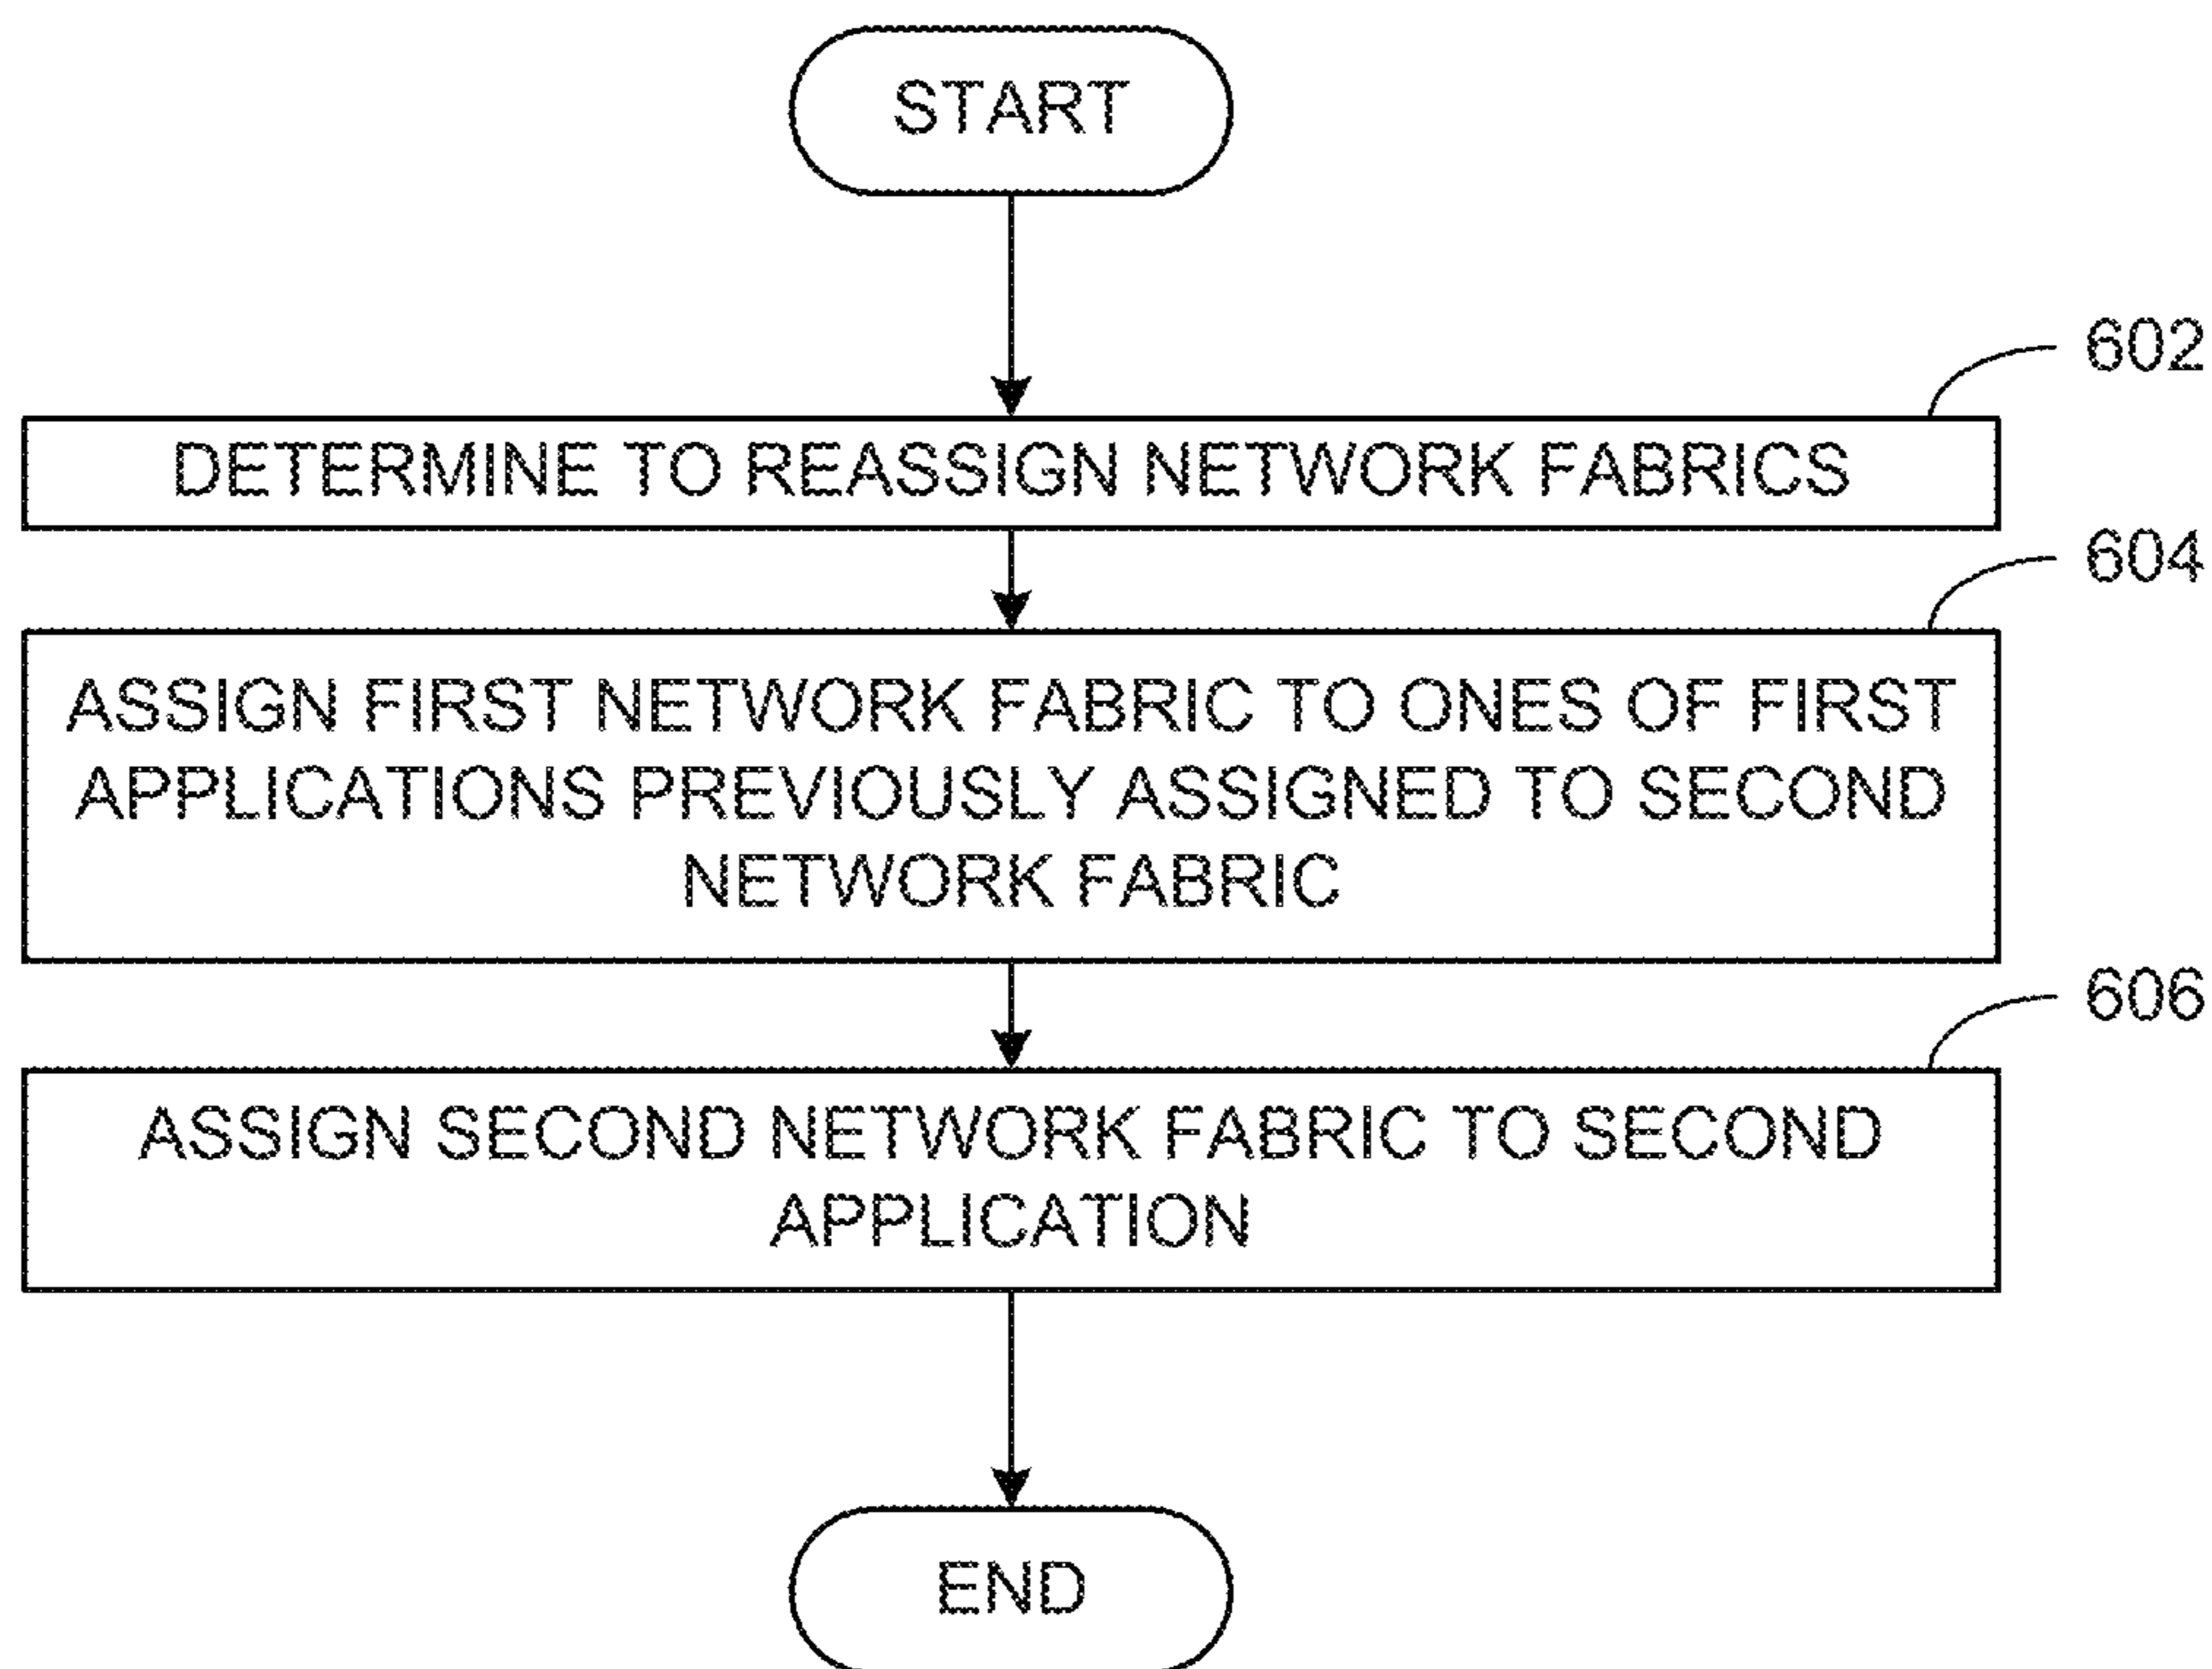 START
602
DETERMINE TO REASSIGN NETWORK FABRICS
604
ASSIGN FIRST NETWORK FABRIC TO ONES OF FIRST
APPLICATIONS PREVIOUSLY ASSIGNED TO SECOND
NETWORK FABRIC
606
ASSIGN SECOND NETWORK FABRIC TO SECOND
APPLICATION
END